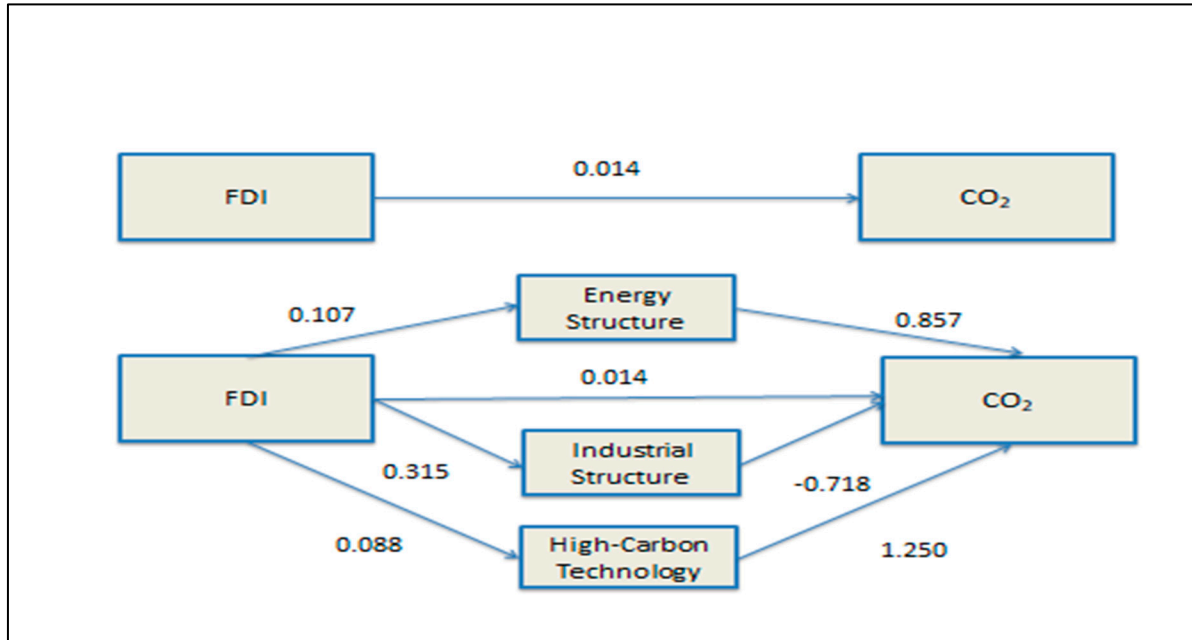 0.014
FDI
CO₂
Energy
Structure
0.107
0.857
0.014
FDI
CO₂
Industrial
Structure
0.315
-0.718
High-Carbon
Technology
0.088
1.250